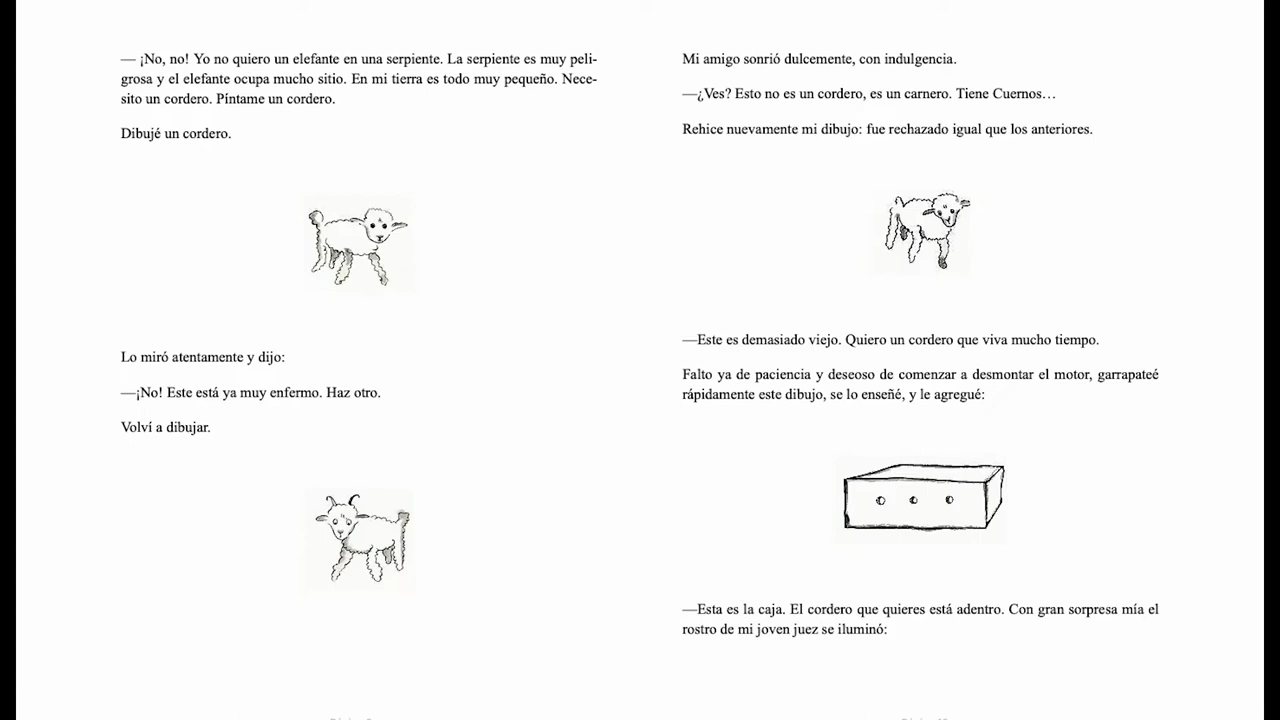 — ¡No, no! Yo no quiero un elefante en una serpiente. La serpiente es muy peli-
grosa y el elefante ocupa mucho sitio. En mi tierra es todo muy pequeño. Nece-
sito un cordero. Píntame un cordero.
Dibujé un cordero.
Lo miró atentamente y dijo:
—¡No! Este está ya muy enfermo. Haz otro.
Volví a dibujar.
Mi amigo sonrió dulcemente, con indulgencia.
—¿Ves? Esto no es un cordero, es un carnero. Tiene Cuernos…
Rehice nuevamente mi dibujo: fue rechazado igual que los anteriores.
—Este es demasiado viejo. Quiero un cordero que viva mucho tiempo.
Falto ya de paciencia y deseoso de comenzar a desmontar el motor, garrapateé
rápidamente este dibujo, se lo enseñé, y le agregué:
—Esta es la caja. El cordero que quieres está adentro. Con gran sorpresa mía el
rostro de mi joven juez se iluminó: